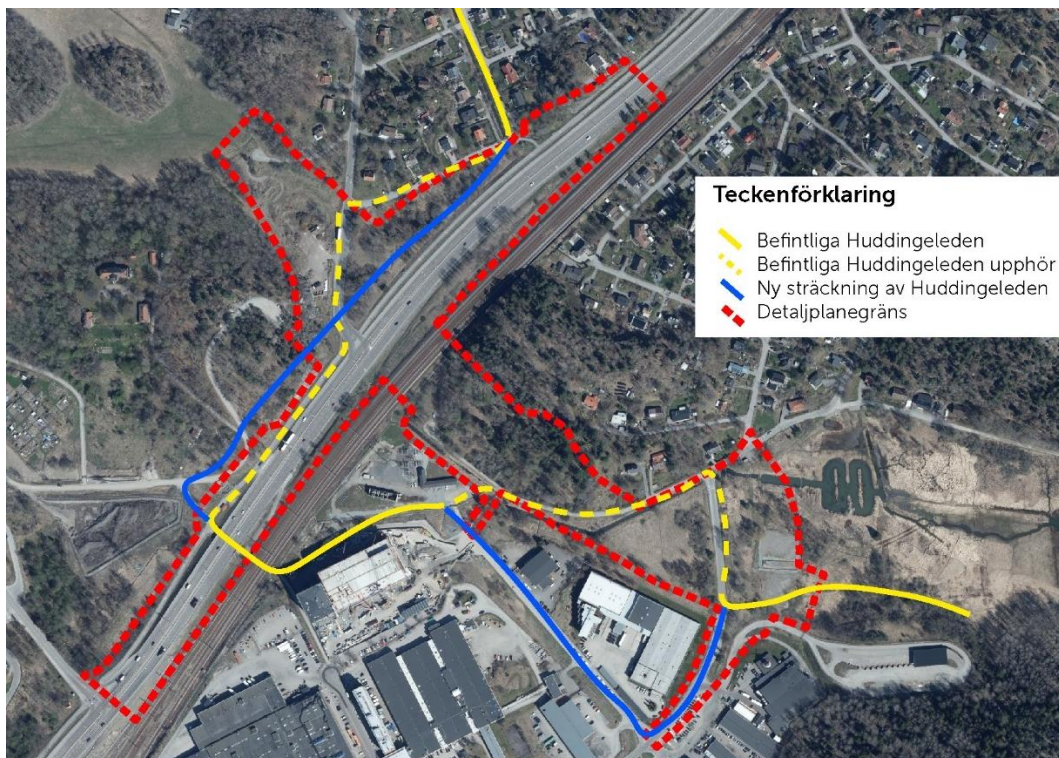 Teckenförklaring
Befintliga Huddingeleden
Befintliga Huddingeleden upphör
Ny sträckning av Huddingeleden
Detaljplanegräns